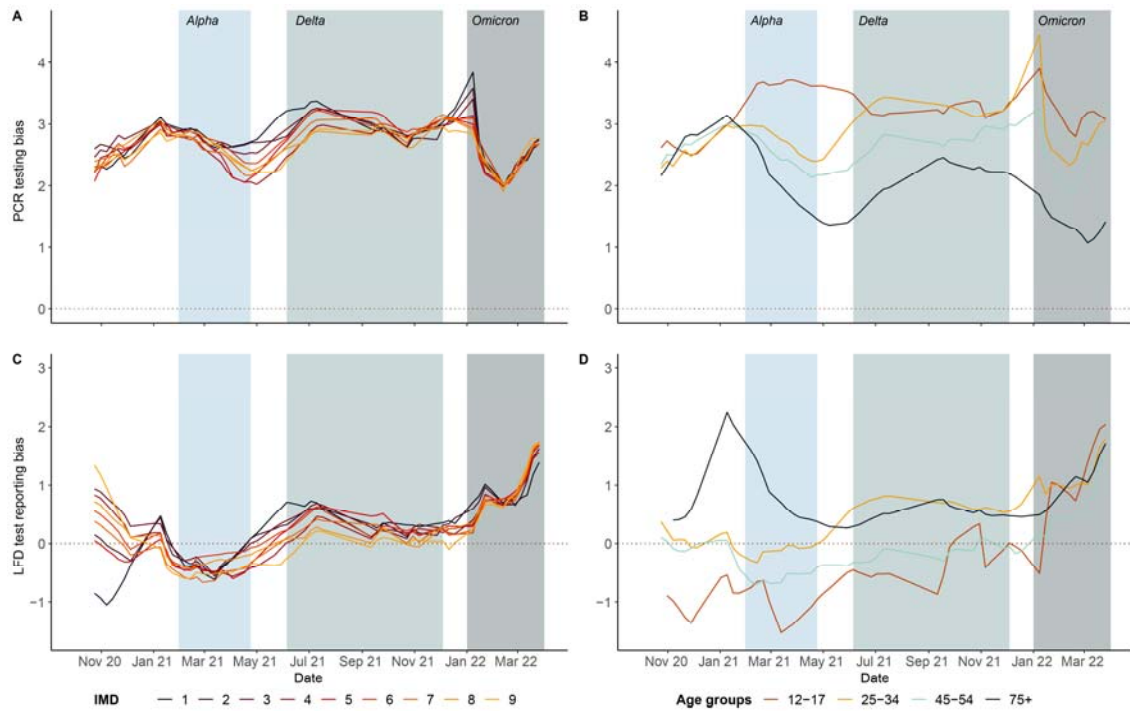 A
Alpha
Delta
Omicron
4
3
2
1
0
PCR testing bias
B
Alpha
Delta
Omicron
4
3
2
1
0
C
3
2
1
0
−1
LFD test reporting bias
Nov 20 Jan 21 Mar 21 May 21 Jul 21 Sep 21 Nov 21 Jan 22 Mar 22
Date
D
3
2
1
0
−1
Nov 20 Jan 21 Mar 21 May 21 Jul 21 Sep 21 Nov 21 Jan 22 Mar 22
Date
IMD 1 2 3 4 5 6 7 8 9
Age groups 12−17 25−34 45−54 75+